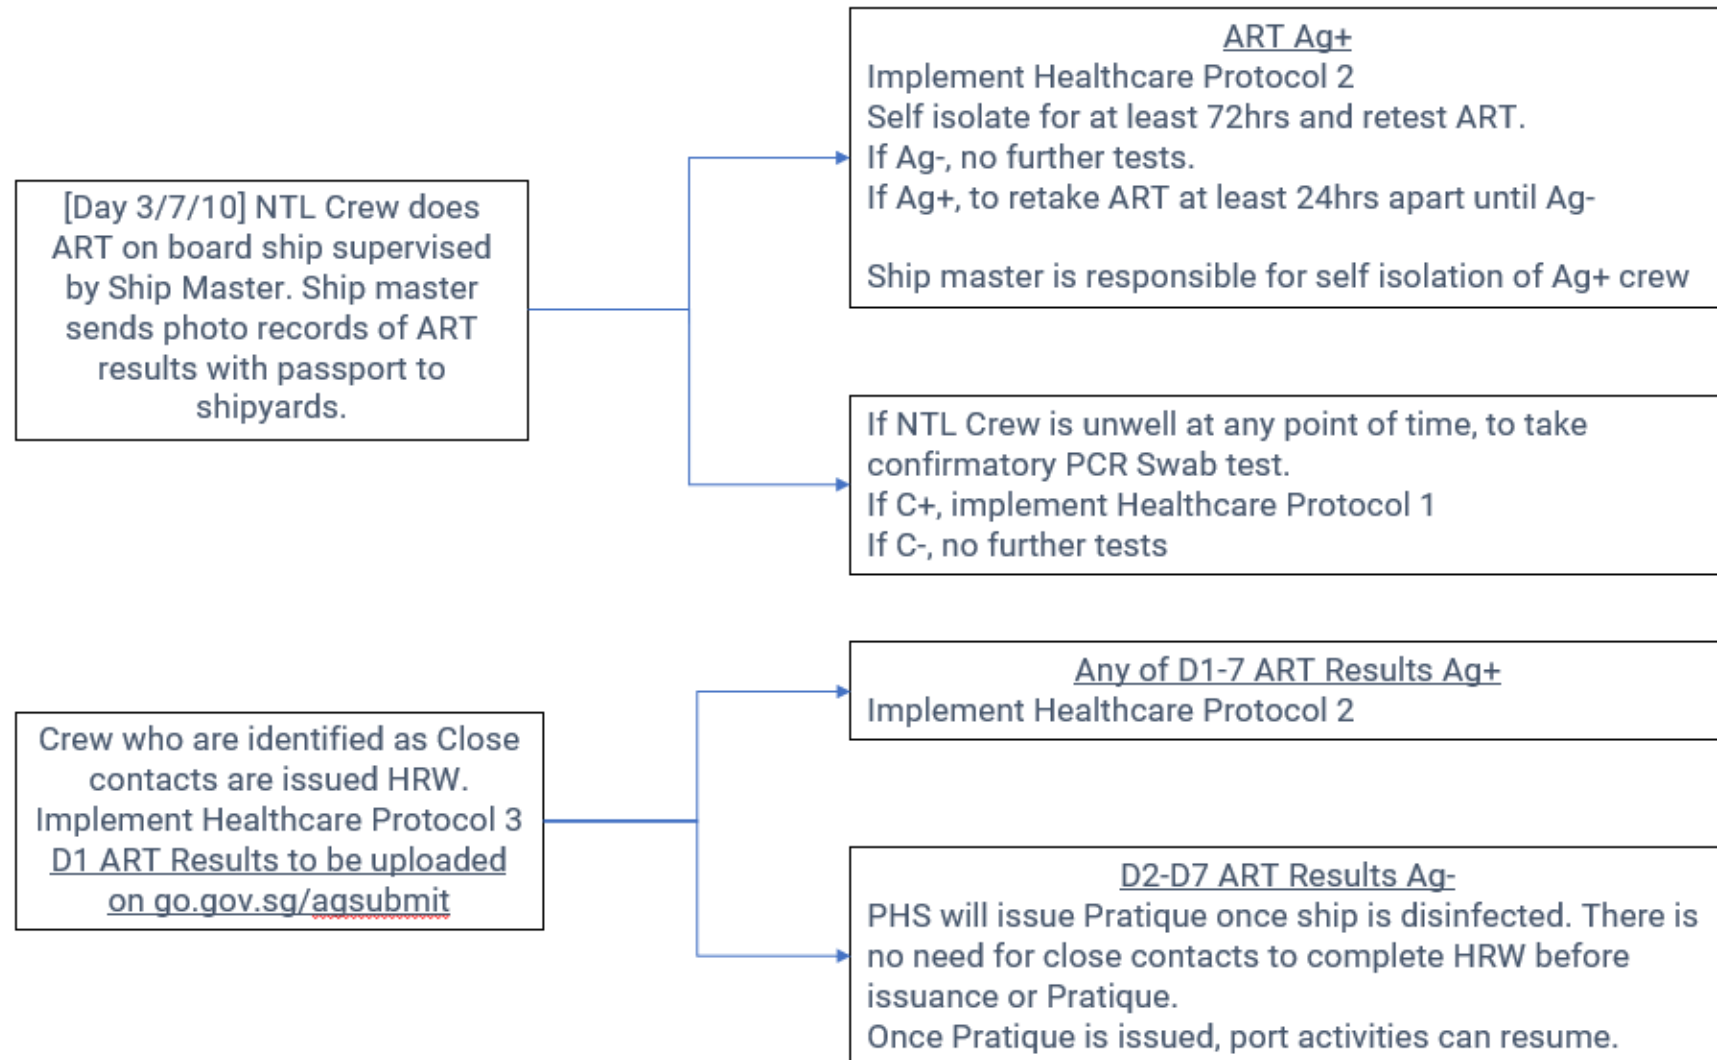 [Day 3/7/10] NTL Crew does
ART on board ship supervised
by Ship Master. Ship master
sends photo records of ART
results with passport to
shipyards.
ART Ag+
Implement Healthcare Protocol 2
Self isolate for at least 72hrs and retest ART.
If Ag-, no further tests.
If Ag+, to retake ART at least 24hrs apart until Ag-
Ship master is responsible for self isolation of Ag+ crew
If NTL Crew is unwell at any point of time, to take
confirmatory PCR Swab test.
If C+, implement Healthcare Protocol 1
If C-, no further tests
Crew who are identified as Close
contacts are issued HRW.
Implement Healthcare Protocol 3
D1 ART Results to be uploaded
on go.gov.sg/agsubmit
Any of D1-7 ART Results Ag+
Implement Healthcare Protocol 2
D2-D7 ART Results Ag-
PHS will issue Pratique once ship is disinfected. There is
no need for close contacts to complete HRW before
issuance or Pratique.
Once Pratique is issued, port activities can resume.